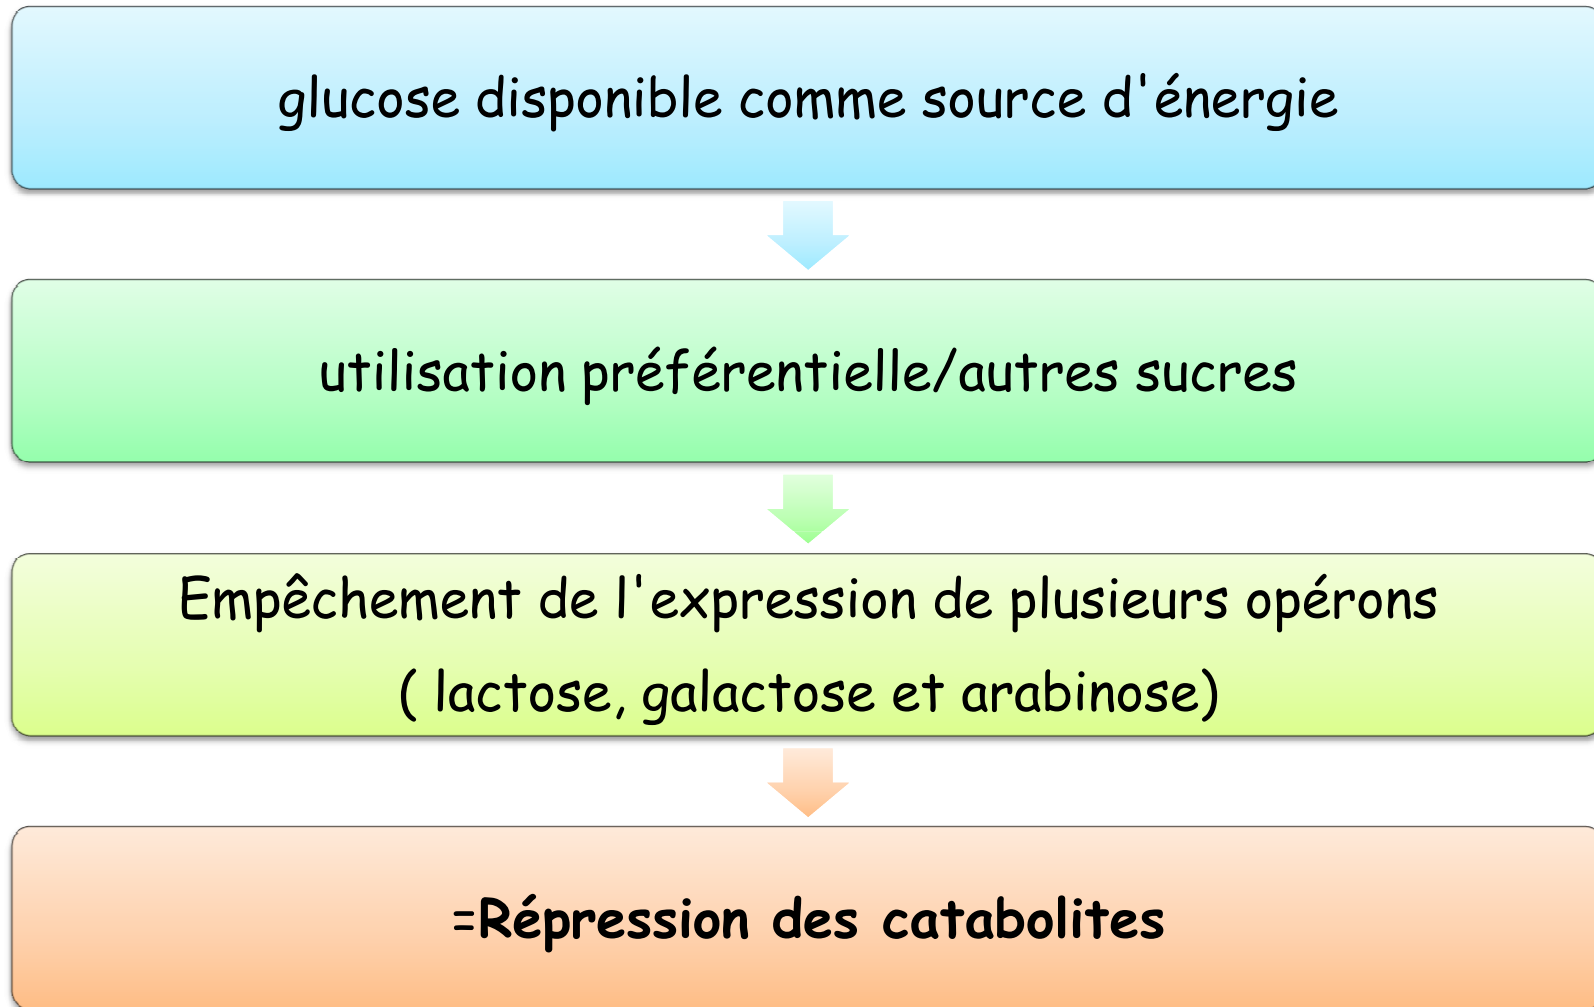 glucose disponible comme source d'énergie
utilisation préférentielle/autres sucres
Empêchement de l'expression de plusieurs opérons
( lactose, galactose et arabinose)
=Répression des catabolites